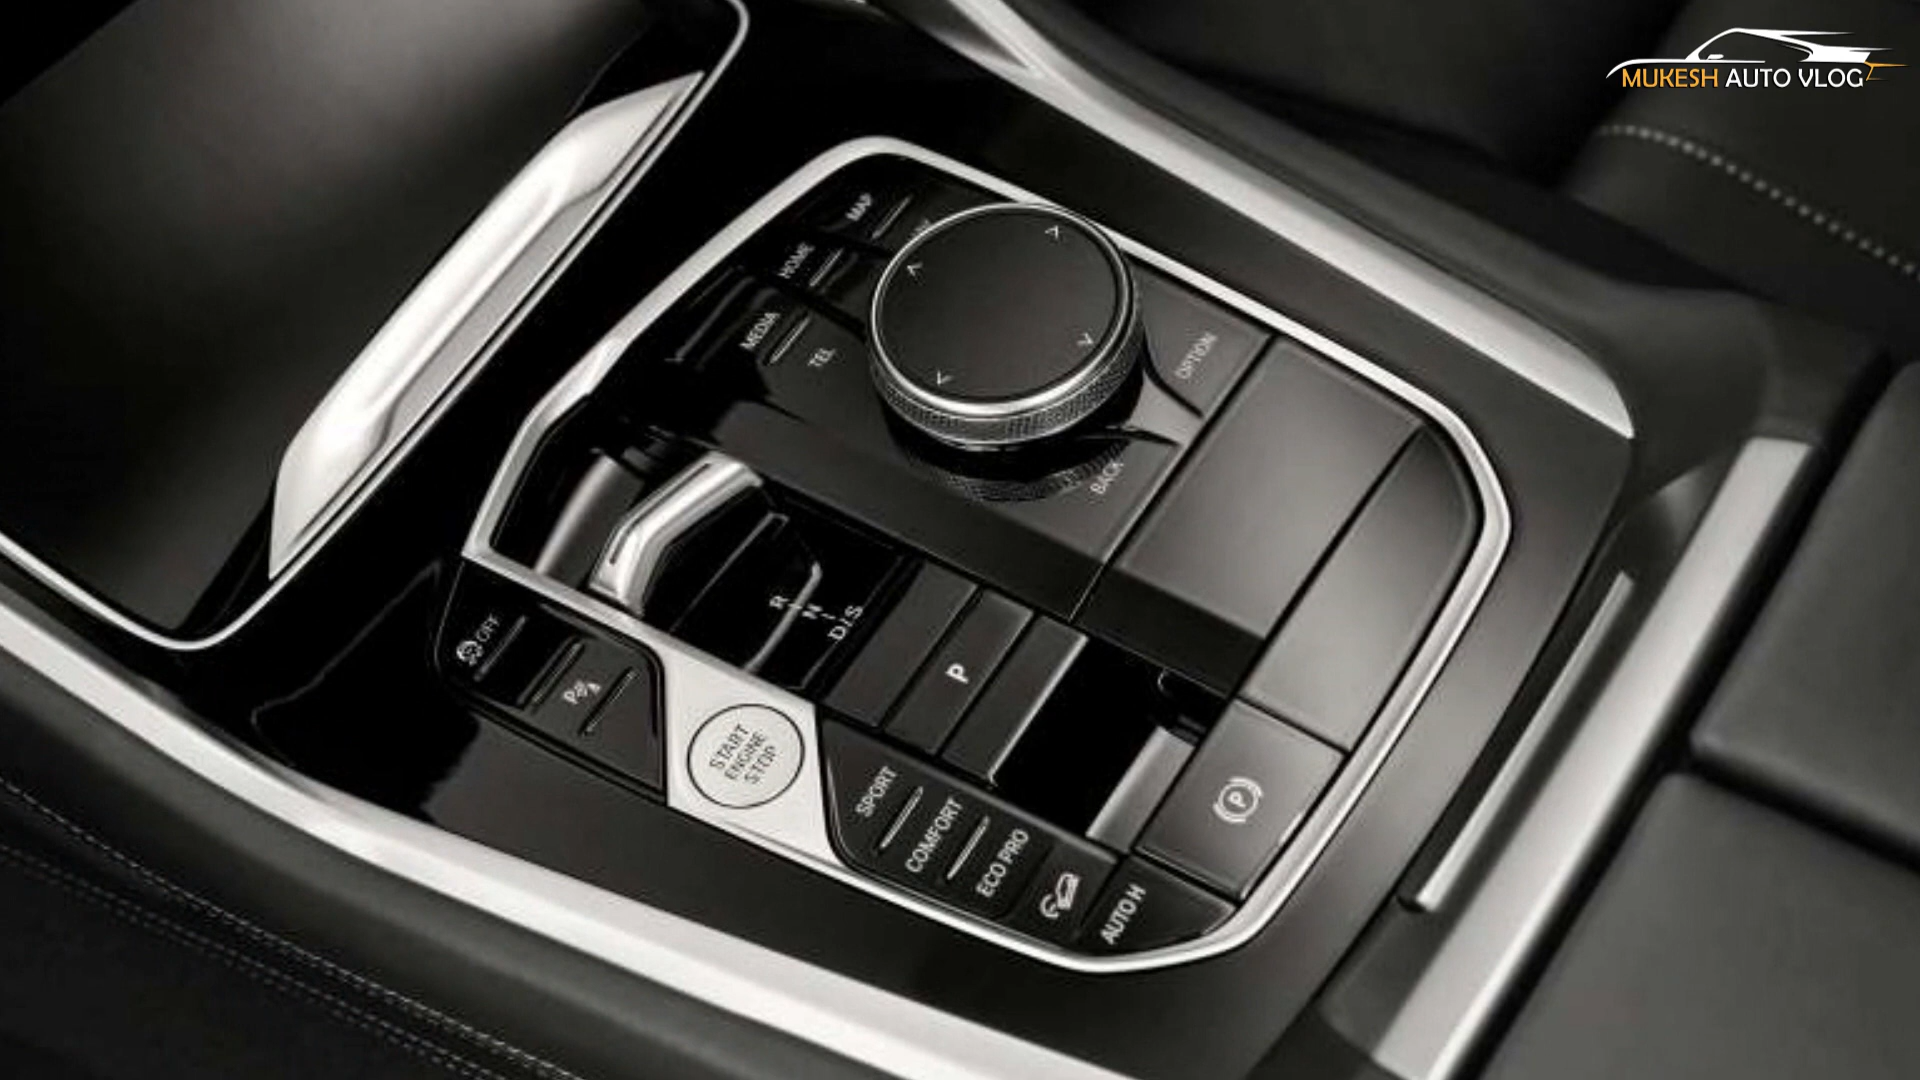 MUKESH AUTO VLOG
MAP
HOME
MEDIA
TEL
OPTION
BACK
R
N
D/S
P
OFF
P
START
ENGINE
STOP
SPORT
COMFORT
ECO PRO
P
AUTO H